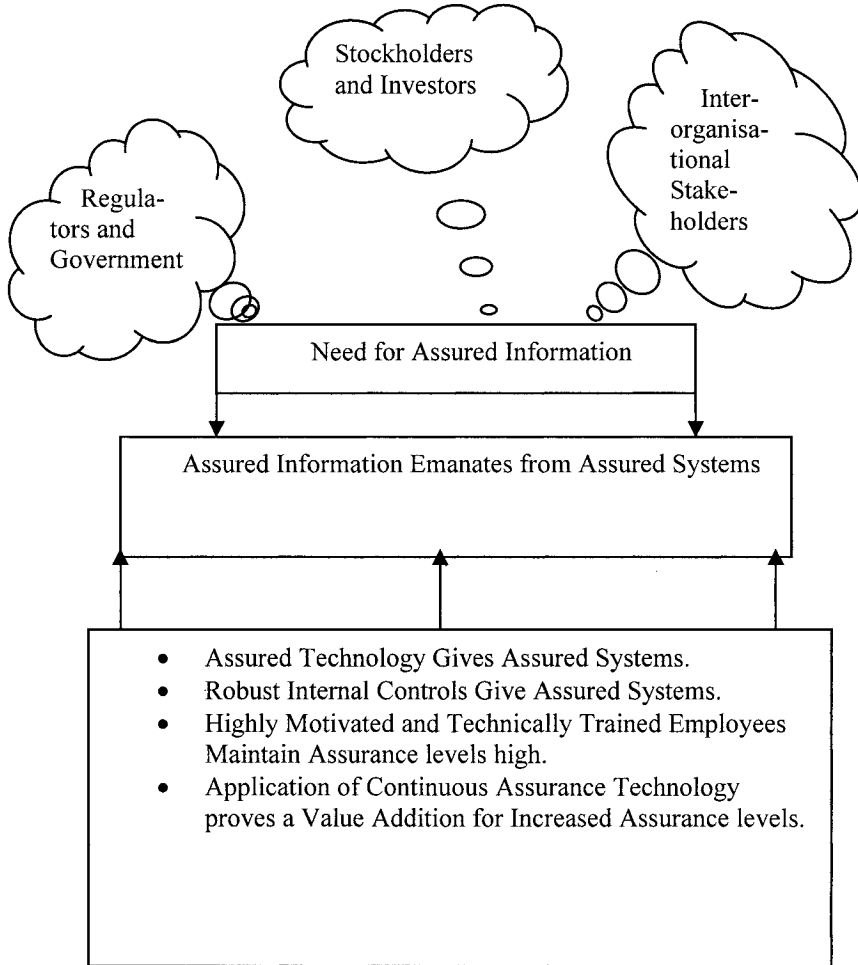 Stockholders
and Investors
Inter-
organisa-
tional
Stake-
holders
Regula-
tors and
Government
Need for Assured Information
Assured Information Emanates from Assured Systems
• Assured Technology Gives Assured Systems.
• Robust Internal Controls Give Assured Systems.
• Highly Motivated and Technically Trained Employees
Maintain Assurance levels high.
• Application of Continuous Assurance Technology
proves a Value Addition for Increased Assurance levels.